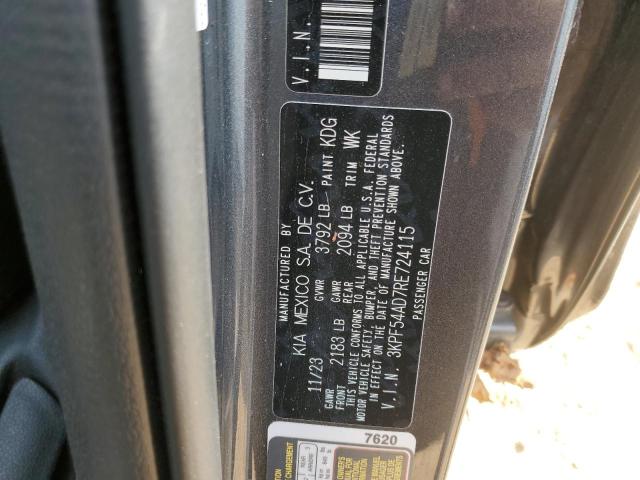 V.I.N.
MANUFACTURED BY
KIA MEXICO S.A. DE C.V.
11/23 GVWR 3792 LB PAINT KDG
GAWR FRONT 2183 LB GAWR REAR 2094 LB TRIM WK
THIS VEHICLE CONFORMS TO ALL APPLICABLE U.S.A. FEDERAL
MOTOR VEHICLE SAFETY, BUMPER, AND THEFT PREVENTION STANDARDS
IN EFFECT ON THE DATE OF MANUFACTURE SHOWN ABOVE.
V.I.N. 3KPF54AD7RE724115
PASSENGER CAR
7620